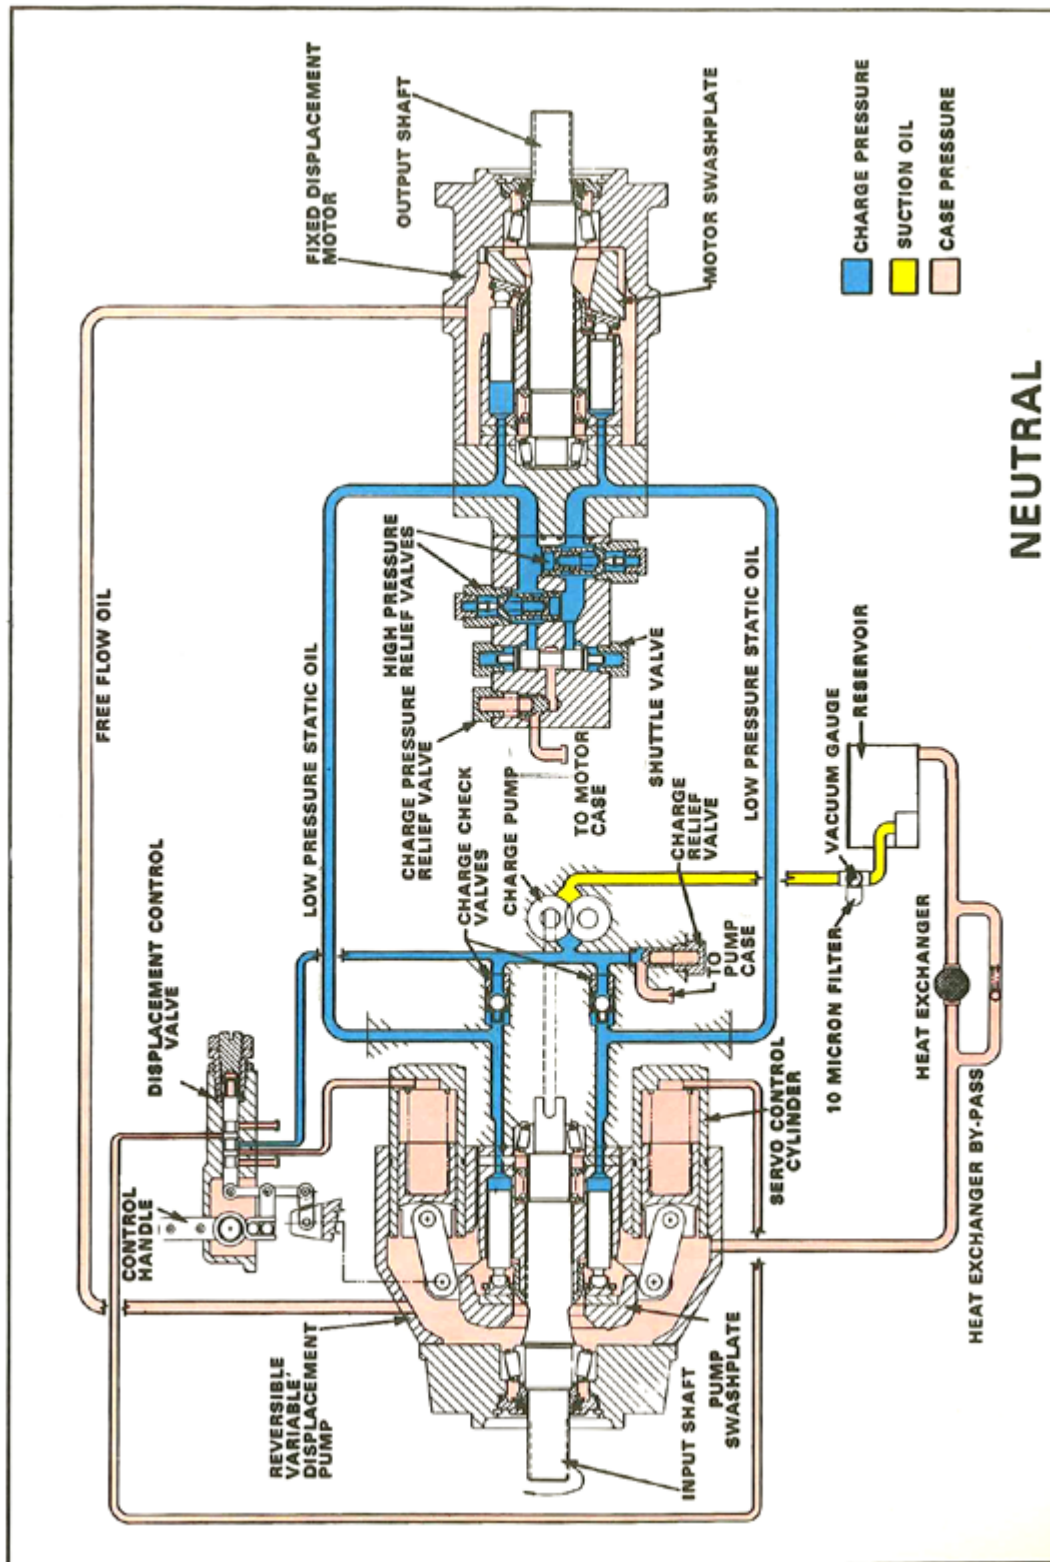 FREE FLOW OIL
FIXED DISPLACEMENT
MOTOR
OUTPUT SHAFT
CONTROL
HANDLE
DISPLACEMENT CONTROL
VALVE
LOW PRESSURE STATIC OIL
HIGH PRESSURE
RELIEF VALVES
CHARGE PRESSURE
RELIEF VALVE
REVERSIBLE
VARIABLE'
DISPLACEMENT
PUMP
CHARGE CHECK
VALVES
CHARGE PUMP
TO MOTOR
CASE
SHUTTLE VALVE
MOTOR SWASHPLATE
INPUT SHAFT
PUMP
SWASHPLATE
SERVO CONTROL
CYLINDER
TO
PUMP
CASE
CHARGE
RELIEF
VALVE
LOW PRESSURE STATIC OIL
10 MICRON FILTER
VACUUM GAUGE
RESERVOIR
HEAT EXCHANGER
HEAT EXCHANGER BY-PASS
CHARGE PRESSURE
SUCTION OIL
CASE PRESSURE
NEUTRAL